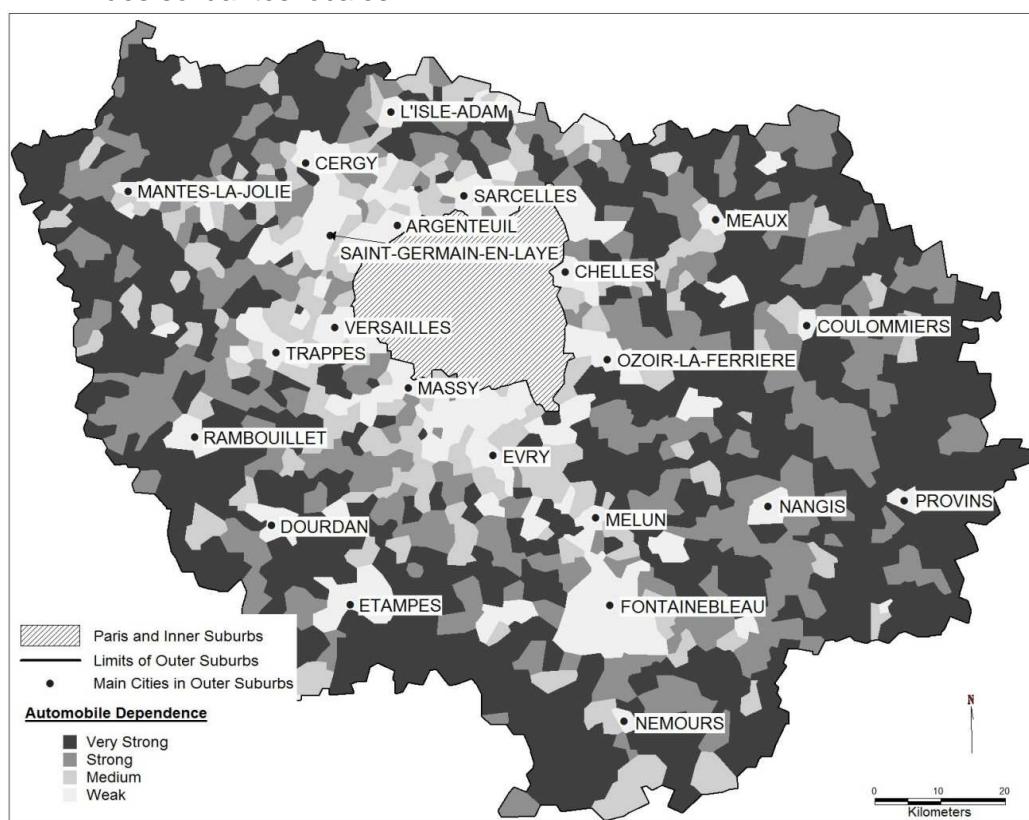 L'ISLE-ADAM
CERGY
MANTES-LA-JOLIE
SARCELLES
MEAUX
ARGENTEUIL
SAINT-GERMAIN-EN-LAYE
CHELLES
VERSAILLES
COULOMMIERS
TRAPPES
OZOIR-LA-FERRIERE
MASSY
RAMBOUILLET
EVRY
DOURDAN
MELUN
NANGIS
PROVINS
ETAMPES
FONTAINEBLEAU
NEMOURS
Paris and Inner Suburbs
Limits of Outer Suburbs
Main Cities in Outer Suburbs
Automobile Dependence
Very Strong
Strong
Medium
Weak
N
0 10 20
Kilometers